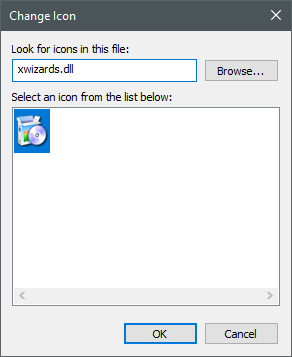 Change Icon
Look for icons in this file:
xwizards.dll
Browse...
Select an icon from the list below:
OK
Cancel